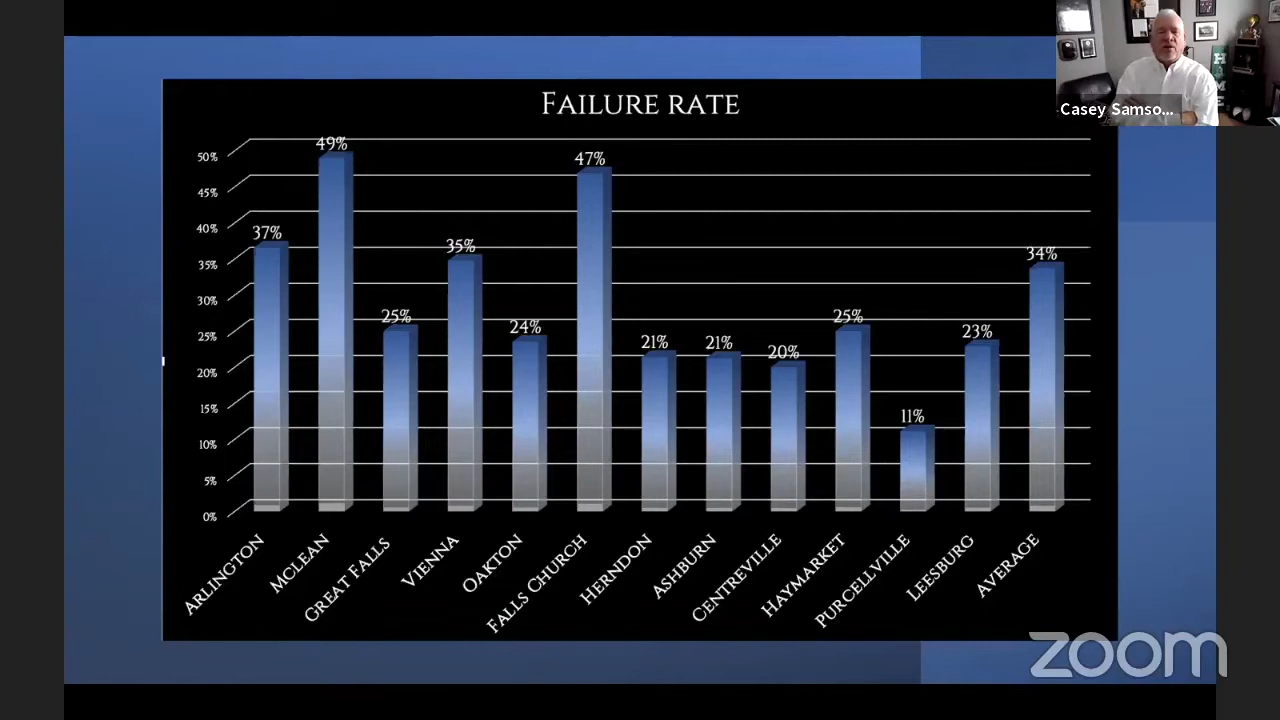 FAILURE RATE
50%
45%
40%
35%
30%
25%
20%
15%
10%
5%
0%
37%
49%
25%
35%
24%
47%
21%
21%
20%
25%
11%
23%
34%
ARLINGTON
MCLEAN
GREAT FALLS
VIENNA
OAKTON
FALLS CHURCH
HERNDON
ASHBURN
CENTREVILLE
HAYMARKET
PURCELLVILLE
LEESBURG
AVERAGE
Casey Samso...
zoom